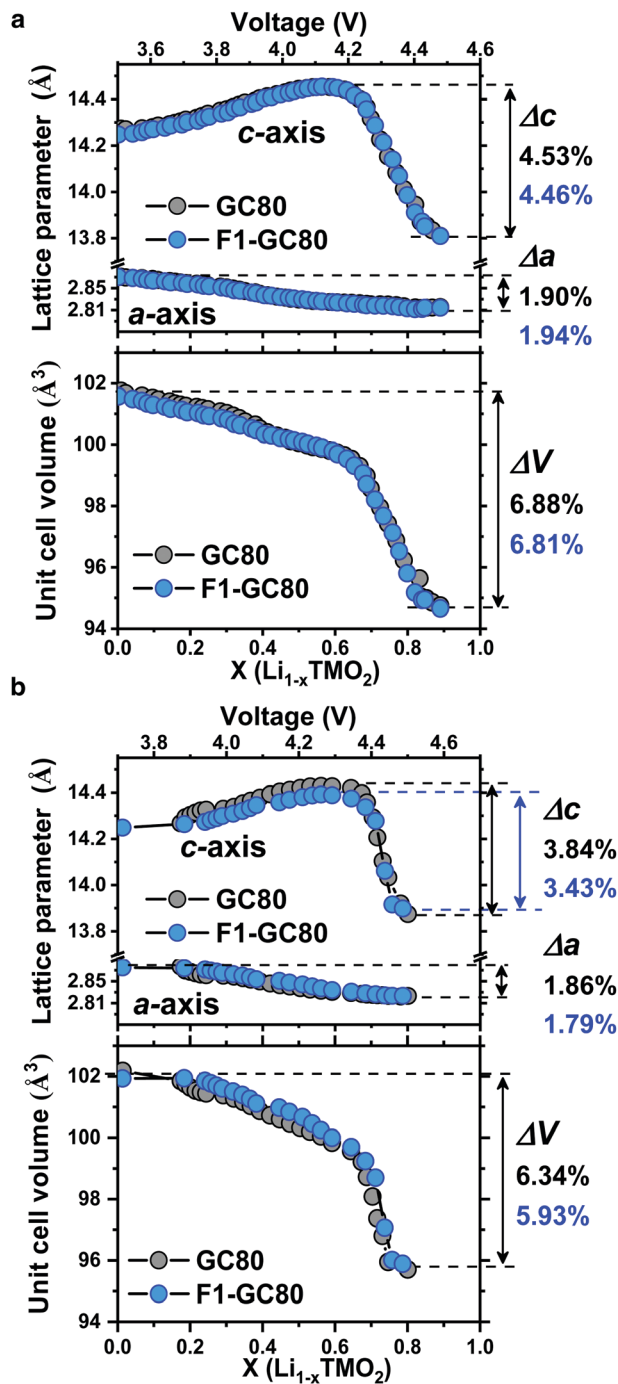 a
Voltage (V)
3.6 3.8 4.0 4.2 4.4 4.6
Lattice parameter (Å)
14.4
14.2
14.0
13.8
2.85
2.81
c-axis
GC80
F1-GC80
a-axis
Δc
4.53%
4.46%
Δa
1.90%
1.94%
Unit cell volume (Å³)
102
100
98
96
94
GC80
F1-GC80
ΔV
6.88%
6.81%
0.0 0.2 0.4 0.6 0.8 1.0
X (Li₁₋ₓTMO₂)
b
Voltage (V)
3.8 4.0 4.2 4.4 4.6
Lattice parameter (Å)
14.4
14.2
14.0
13.8
2.85
2.81
c-axis
GC80
F1-GC80
a-axis
Δc
3.84%
3.43%
Δa
1.86%
1.79%
Unit cell volume (Å³)
102
100
98
96
94
GC80
F1-GC80
ΔV
6.34%
5.93%
0.0 0.2 0.4 0.6 0.8 1.0
X (Li₁₋ₓTMO₂)